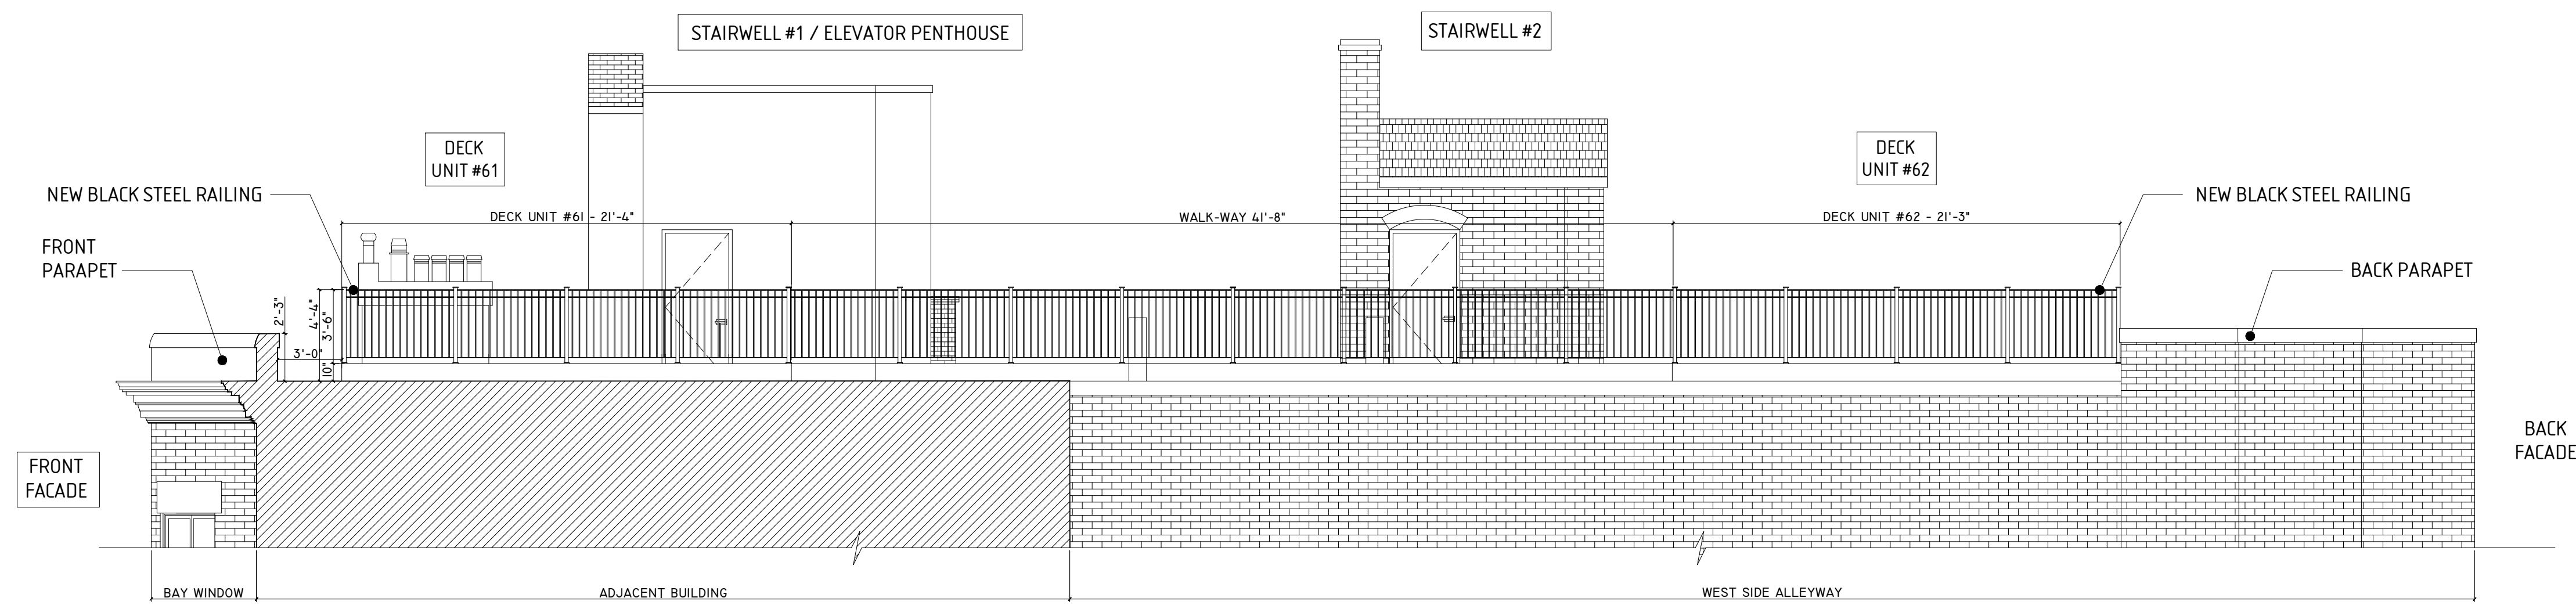 STAIRWELL #1 / ELEVATOR PENTHOUSE
STAIRWELL #2
DECK
UNIT #61
DECK
UNIT #62
NEW BLACK STEEL RAILING
NEW BLACK STEEL RAILING
DECK UNIT #61 - 21'-4"
WALK-WAY 41'-8"
DECK UNIT #62 - 21'-3"
FRONT
PARAPET
BACK PARAPET
2'-3"
4'-4"
3'-6"
3'-0"
10"
FRONT
FACADE
BACK
FACADE
BAY WINDOW
ADJACENT BUILDING
WEST SIDE ALLEYWAY